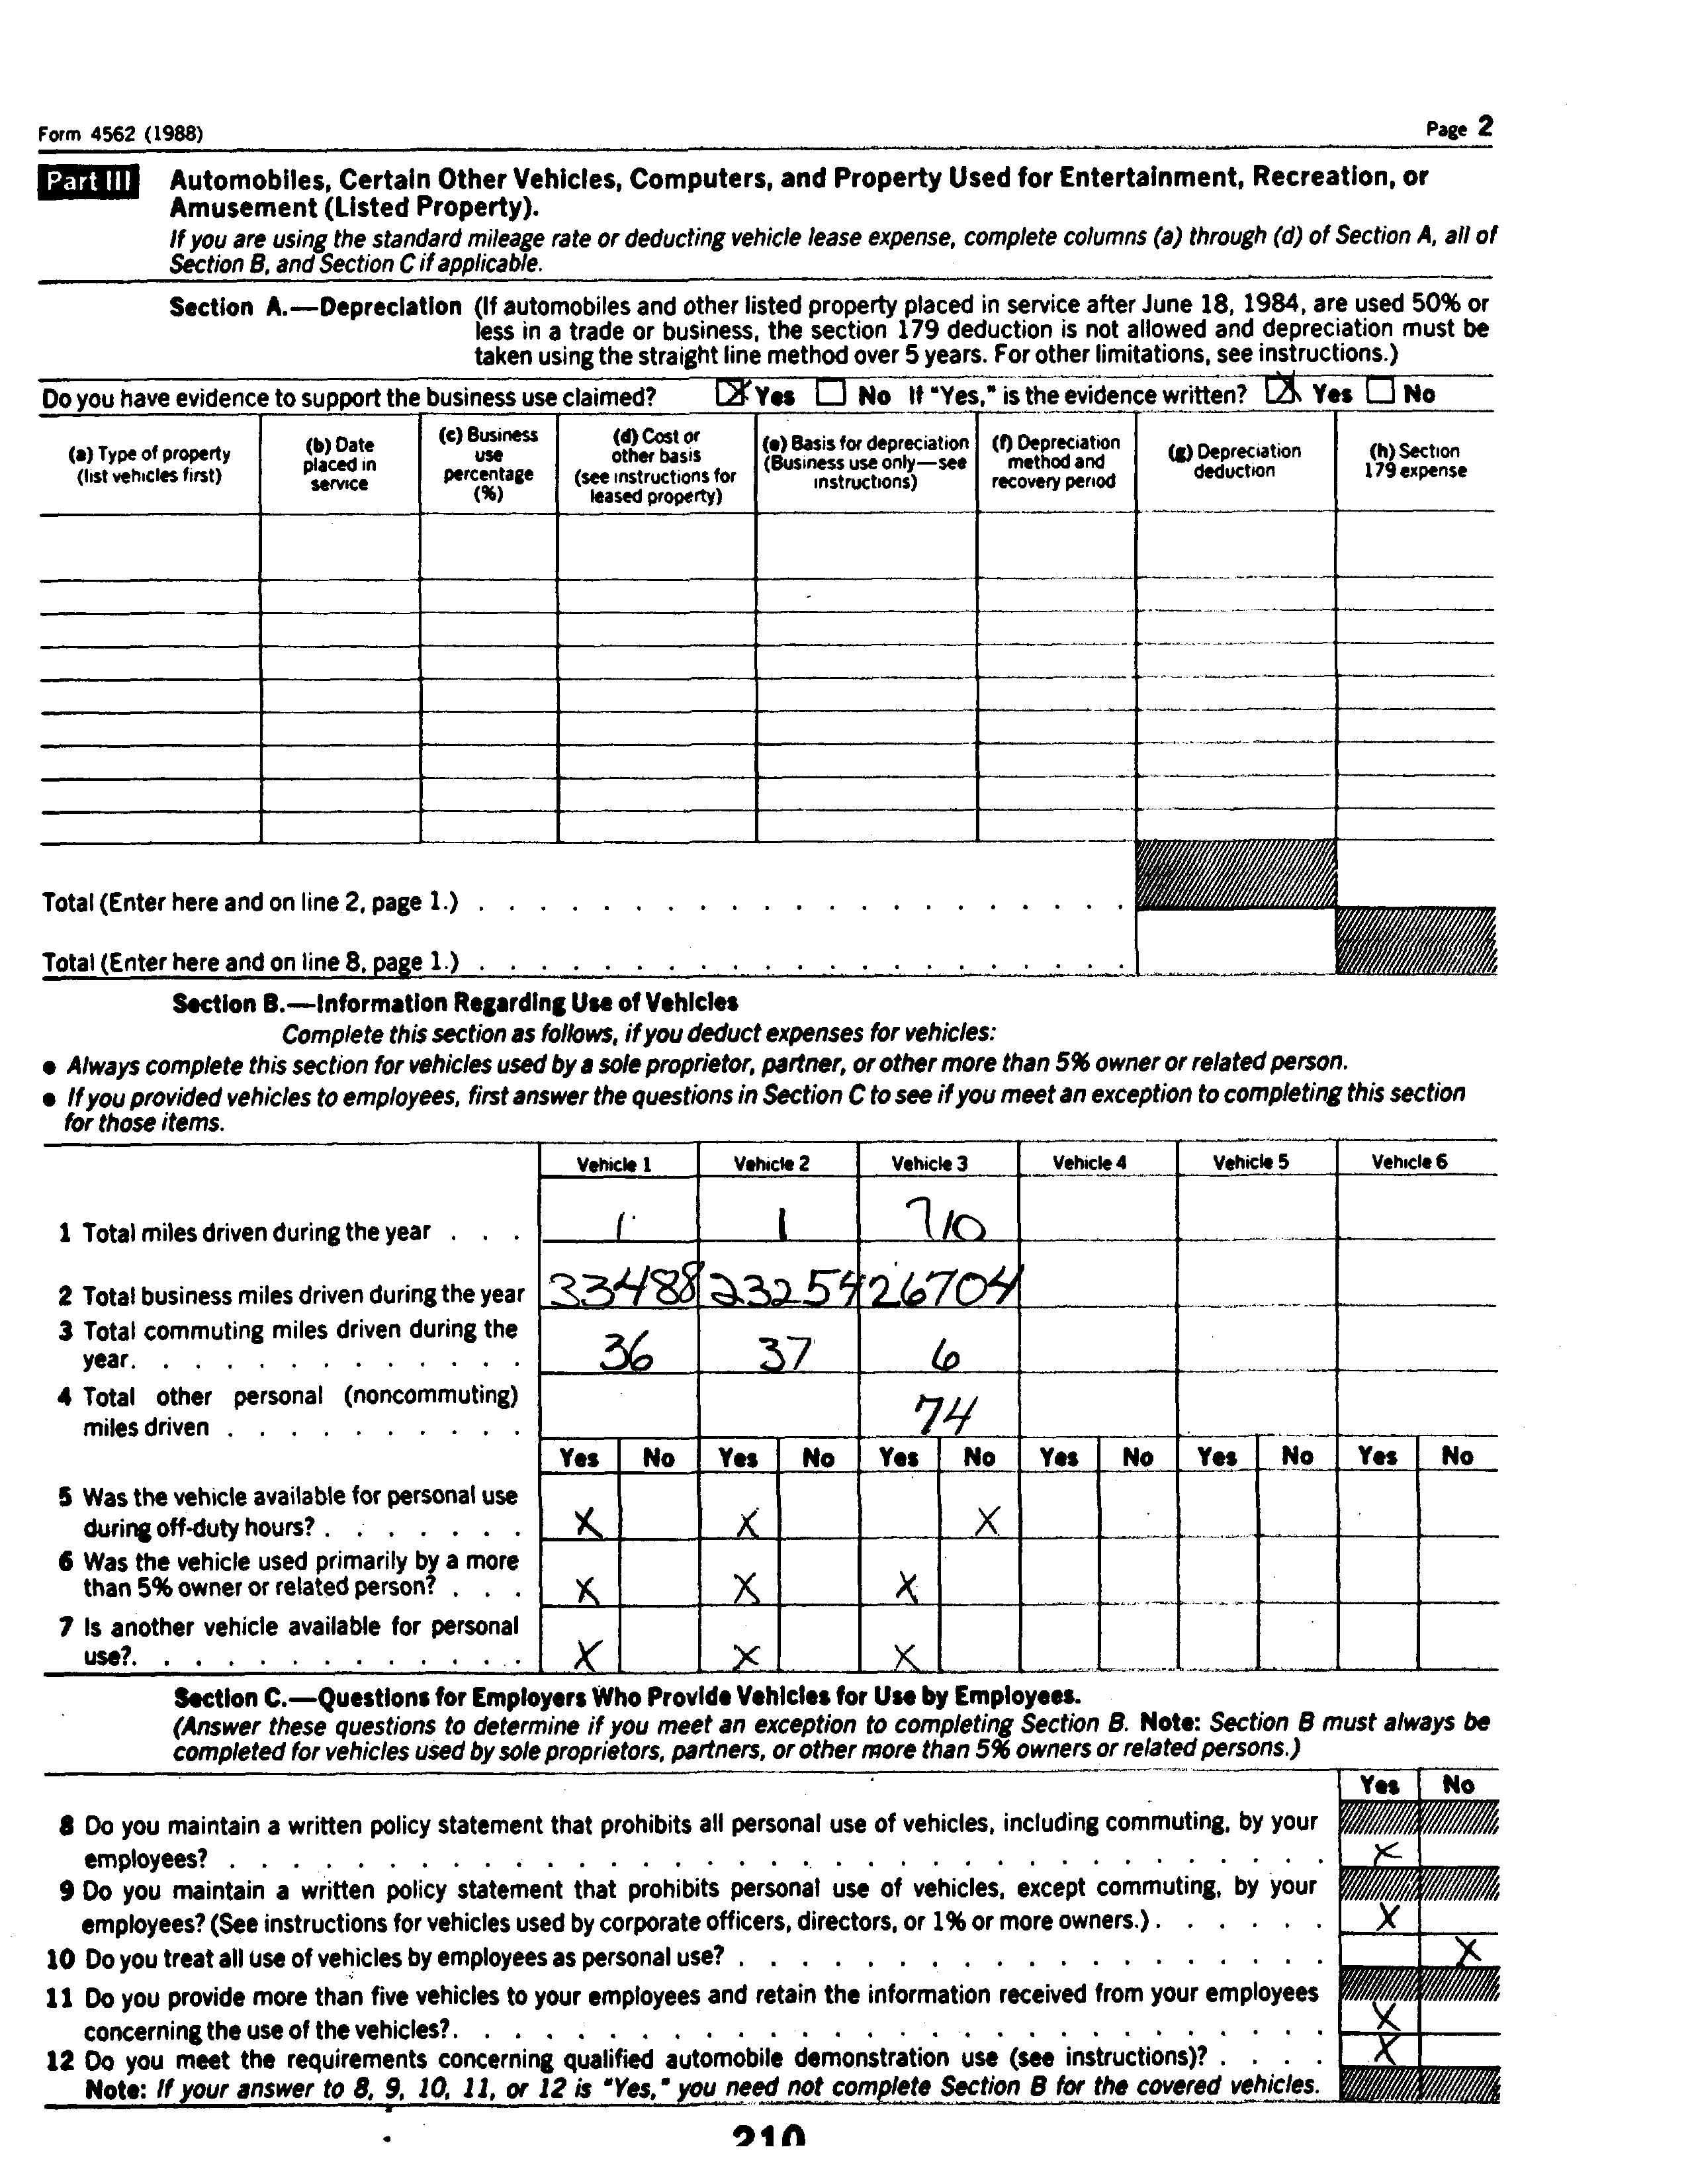 Form 4562 (1988)
Page 2
Part III Automobiles, Certain Other Vehicles, Computers, and Property Used for Entertainment, Recreation, or
Amusement (Listed Property).
If you are using the standard mileage rate or deducting vehicle lease expense, complete columns (a) through (d) of Section A, all of
Section B, and Section C if applicable.
Section A.—Depreciation (If automobiles and other listed property placed in service after June 18, 1984, are used 50% or
less in a trade or business, the section 179 deduction is not allowed and depreciation must be
taken using the straight line method over 5 years. For other limitations, see instructions.)
Do you have evidence to support the business use claimed? X Yes No If "Yes," is the evidence written? X Yes No
(a) Type of property
(list vehicles first)
(b) Date
placed in
service
(c) Business
use
percentage
(%)
(d) Cost or
other basis
(see instructions for
leased property)
(e) Basis for depreciation
(Business use only—see
instructions)
(f) Depreciation
method and
recovery period
(g) Depreciation
deduction
(h) Section
179 expense
Total (Enter here and on line 2, page 1.) . . . . . . . . . . . . . . . . . . . . .
Total (Enter here and on line 8, page 1.) . . . . . . . . . . . . . . . . . . . . .
Section B.—Information Regarding Use of Vehicles
Complete this section as follows, if you deduct expenses for vehicles:
● Always complete this section for vehicles used by a sole proprietor, partner, or other more than 5% owner or related person.
● If you provided vehicles to employees, first answer the questions in Section C to see if you meet an exception to completing this section
for those items.
Vehicle 1 Vehicle 2 Vehicle 3 Vehicle 4 Vehicle 5 Vehicle 6
1 Total miles driven during the year . . . 1 1 710
2 Total business miles driven during the year 33488 23254 26704
3 Total commuting miles driven during the
year. . . . . . . . . . . . . 36 37 6
4 Total other personal (noncommuting)
miles driven . . . . . . . . . . 74
Yes No Yes No Yes No Yes No Yes No Yes No
5 Was the vehicle available for personal use
during off-duty hours? . . . . . . . X X X
6 Was the vehicle used primarily by a more
than 5% owner or related person? . . . X X X
7 Is another vehicle available for personal
use?. . . . . . . . . . . . . X X X
Section C.—Questions for Employers Who Provide Vehicles for Use by Employees.
(Answer these questions to determine if you meet an exception to completing Section B. Note: Section B must always be
completed for vehicles used by sole proprietors, partners, or other more than 5% owners or related persons.)
Yes No
8 Do you maintain a written policy statement that prohibits all personal use of vehicles, including commuting, by your
employees? . . . . . . . . . . . . . . . . . . . . . . . . . . . . . . . . . . . X
9 Do you maintain a written policy statement that prohibits personal use of vehicles, except commuting, by your
employees? (See instructions for vehicles used by corporate officers, directors, or 1% or more owners.) . . . . . . X
10 Do you treat all use of vehicles by employees as personal use? . . . . . . . . . . . . . . . . . . . X
11 Do you provide more than five vehicles to your employees and retain the information received from your employees
concerning the use of the vehicles?. . . . . . . . . . . . . . . . . . . . . . . . . . . . X
12 Do you meet the requirements concerning qualified automobile demonstration use (see instructions)? . . . . X
Note: If your answer to 8, 9, 10, 11, or 12 is "Yes," you need not complete Section B for the covered vehicles.
210